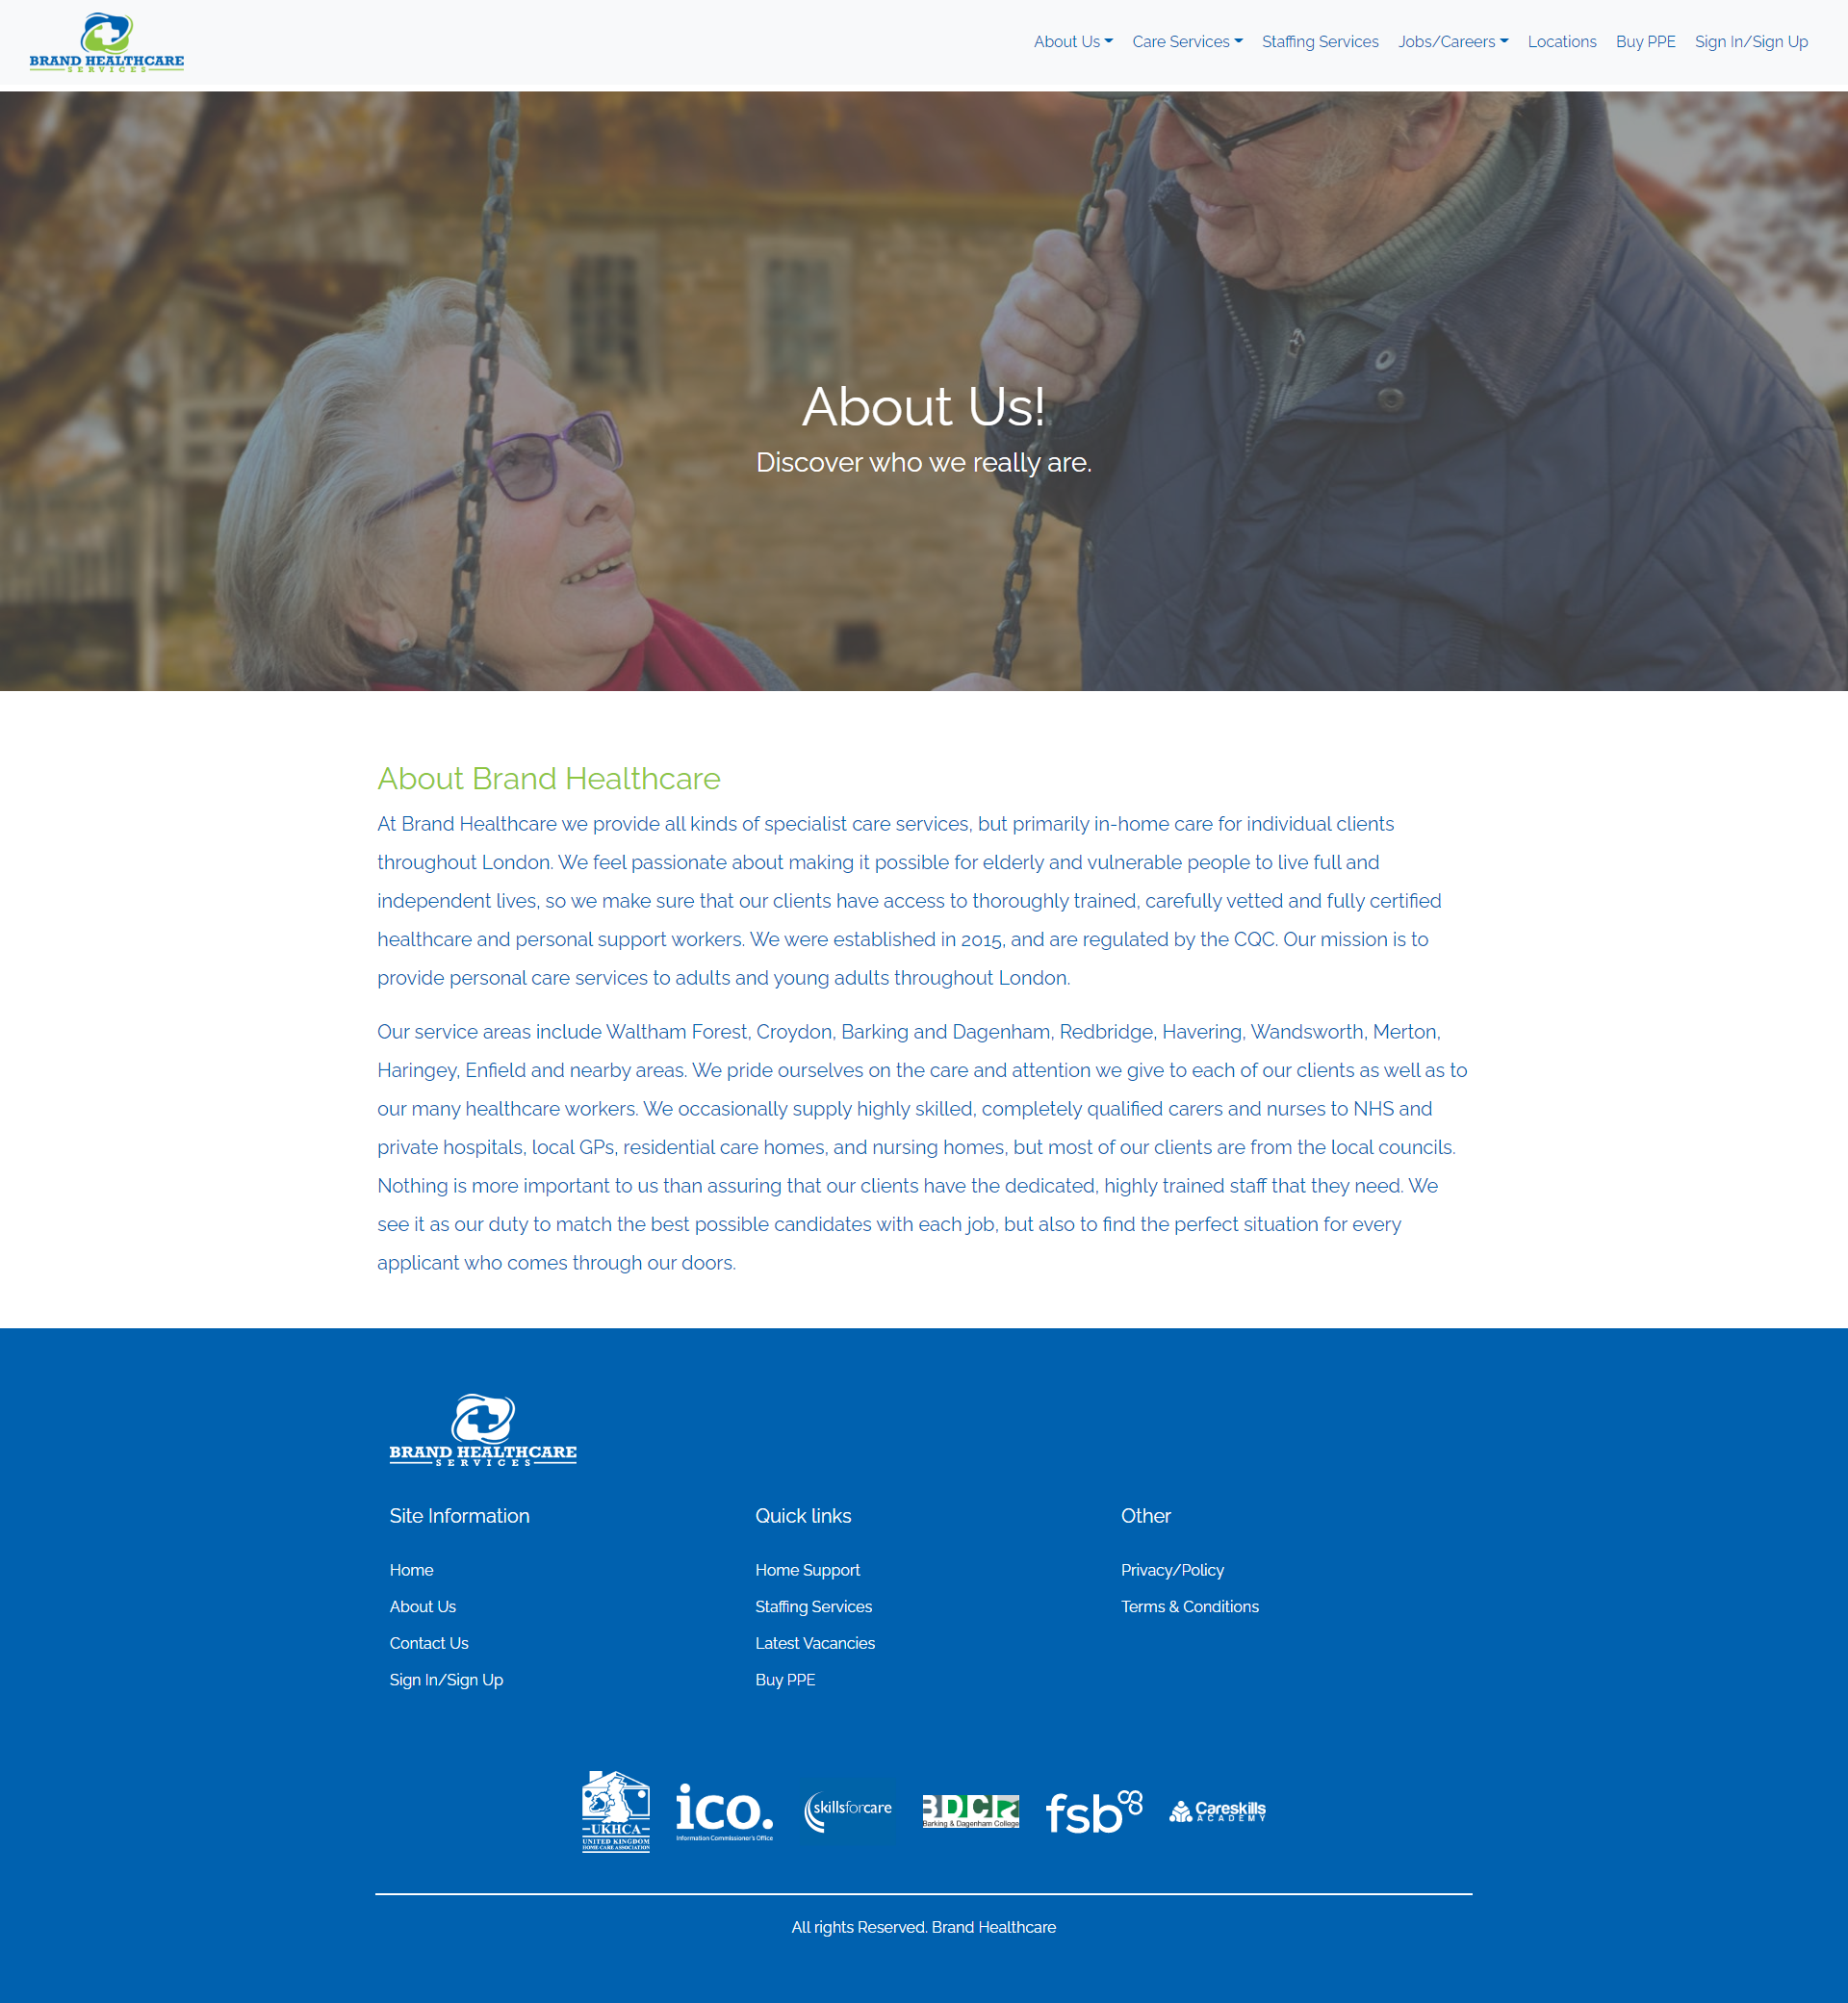 BRAND HEALTHCARE
SERVICES
About Us Care Services Staffing Services Jobs/Careers Locations Buy PPE Sign In/Sign Up
About Us!
Discover who we really are.
About Brand Healthcare
At Brand Healthcare we provide all kinds of specialist care services, but primarily in-home care for individual clients
throughout London. We feel passionate about making it possible for elderly and vulnerable people to live full and
independent lives, so we make sure that our clients have access to thoroughly trained, carefully vetted and fully certified
healthcare and personal support workers. We were established in 2015, and are regulated by the CQC. Our mission is to
provide personal care services to adults and young adults throughout London.
Our service areas include Waltham Forest, Croydon, Barking and Dagenham, Redbridge, Havering, Wandsworth, Merton,
Haringey, Enfield and nearby areas. We pride ourselves on the care and attention we give to each of our clients as well as to
our many healthcare workers. We occasionally supply highly skilled, completely qualified carers and nurses to NHS and
private hospitals, local GPs, residential care homes, and nursing homes, but most of our clients are from the local councils.
Nothing is more important to us than assuring that our clients have the dedicated, highly trained staff that they need. We
see it as our duty to match the best possible candidates with each job, but also to find the perfect situation for every
applicant who comes through our doors.
BRAND HEALTHCARE
SERVICES
Site Information
Home
About Us
Contact Us
Sign In/Sign Up
Quick links
Home Support
Staffing Services
Latest Vacancies
Buy PPE
Other
Privacy/Policy
Terms & Conditions
UKHCA
UNITED KINGDOM
HOME CARE ASSOCIATION
ico.
Information Commissioner's Office
skillsforcare
BDCR
Barking & Dagenham College
fsb
Careskills
ACADEMY
All rights Reserved. Brand Healthcare